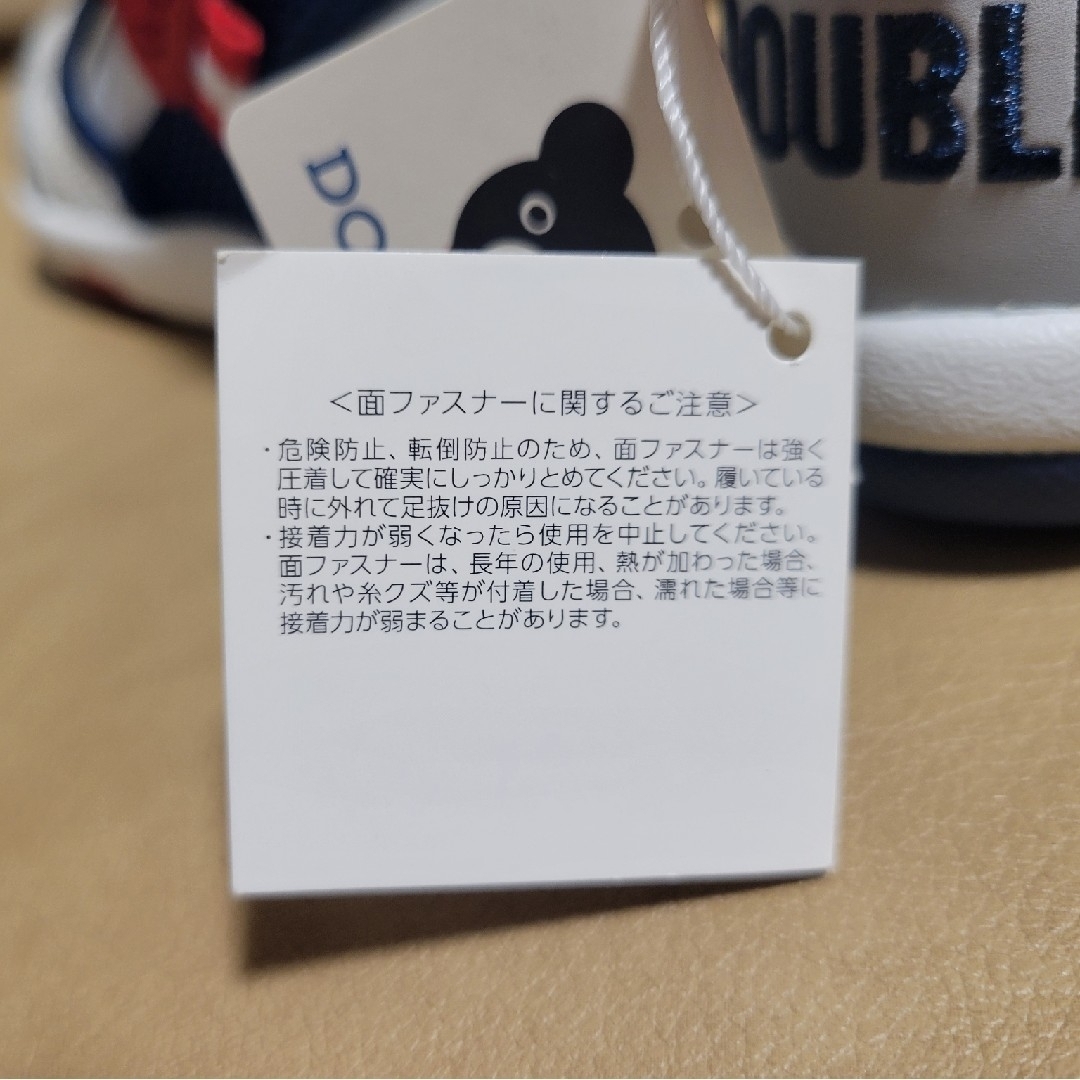 DOUBL
DO
＜面ファスナーに関するご注意＞
・危険防止、転倒防止のため、面ファスナーは強く
圧着して確実にしっかりとめてください。履いている
時に外れて足抜けの原因になることがあります。
・接着力が弱くなったら使用を中止してください。
面ファスナーは、長年の使用、熱が加わった場合、
汚れや糸クズ等が付着した場合、濡れた場合等に
接着力が弱まることがあります。